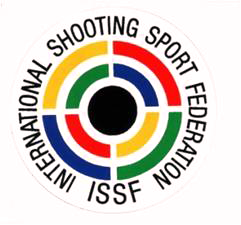 INTERNATIONAL SHOOTING SPORT FEDERATION
ISSF